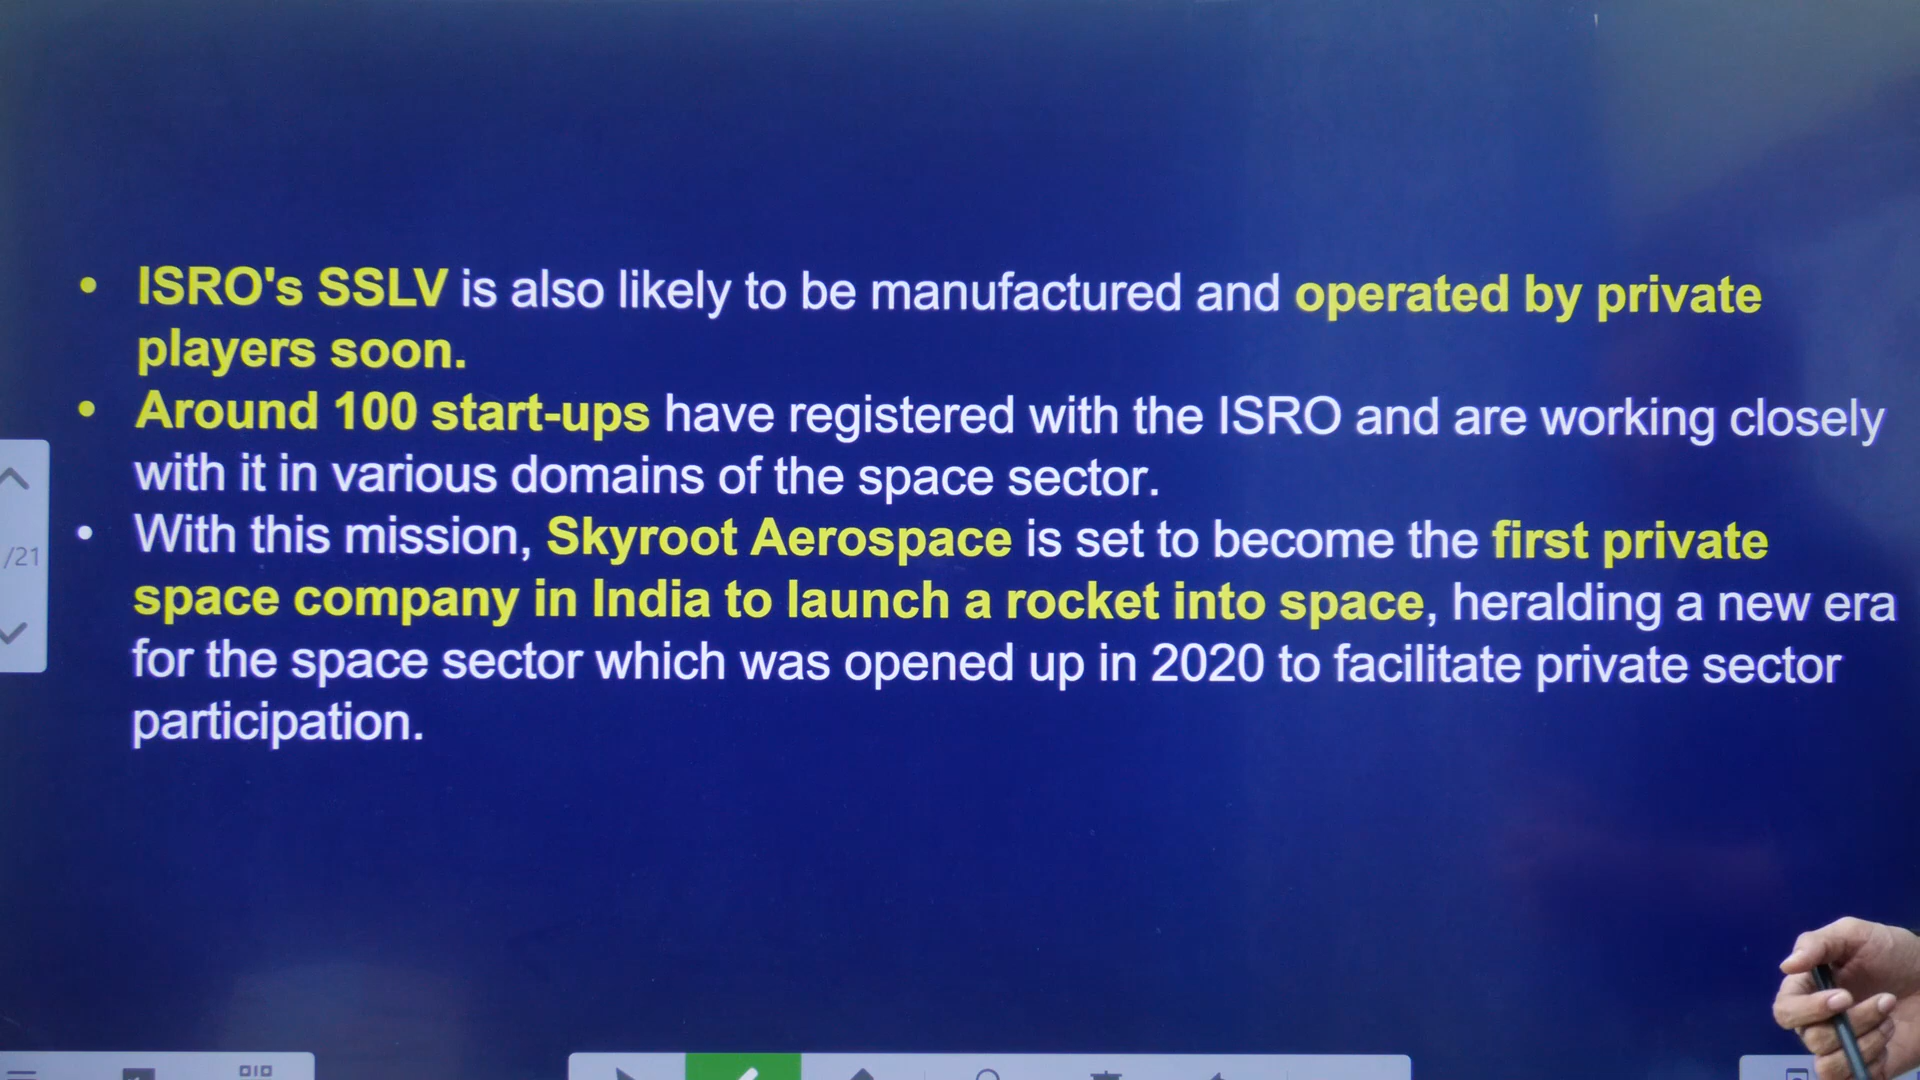 • ISRO's SSLV is also likely to be manufactured and operated by private
players soon.
• Around 100 start-ups have registered with the ISRO and are working closely
with it in various domains of the space sector.
• With this mission, Skyroot Aerospace is set to become the first private
space company in India to launch a rocket into space, heralding a new era
for the space sector which was opened up in 2020 to facilitate private sector
participation.
/21